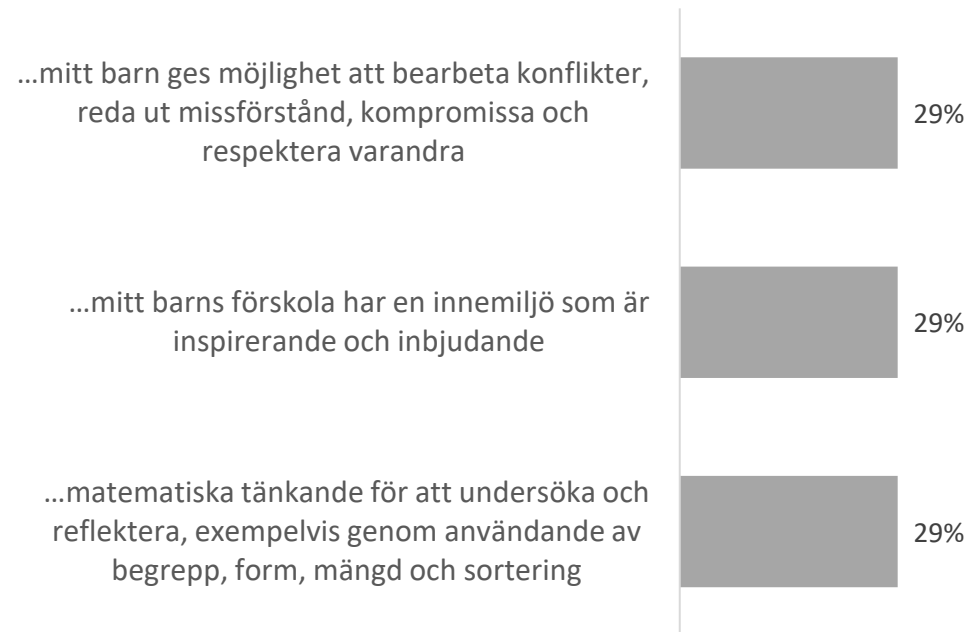 …mitt barn ges möjlighet att bearbeta konflikter,
reda ut missförstånd, kompromissa och
respektera varandra
29%
…mitt barns förskola har en innemiljö som är
inspirerande och inbjudande
29%
…matematiska tänkande för att undersöka och
reflektera, exempelvis genom användande av
begrepp, form, mängd och sortering
29%